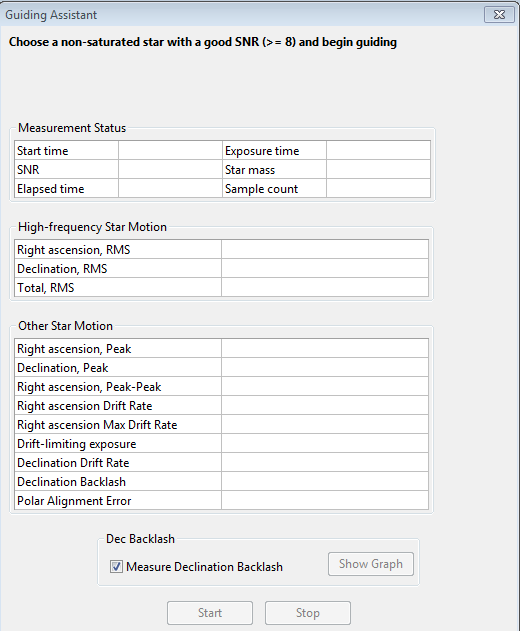 Guiding Assistant
Choose a non-saturated star with a good SNR (>= 8) and begin guiding
Measurement Status
Start time Exposure time
SNR Star mass
Elapsed time Sample count
High-frequency Star Motion
Right ascension, RMS
Declination, RMS
Total, RMS
Other Star Motion
Right ascension, Peak
Declination, Peak
Right ascension, Peak-Peak
Right ascension Drift Rate
Right ascension Max Drift Rate
Drift-limiting exposure
Declination Drift Rate
Declination Backlash
Polar Alignment Error
Dec Backlash
Measure Declination Backlash Show Graph
Start Stop